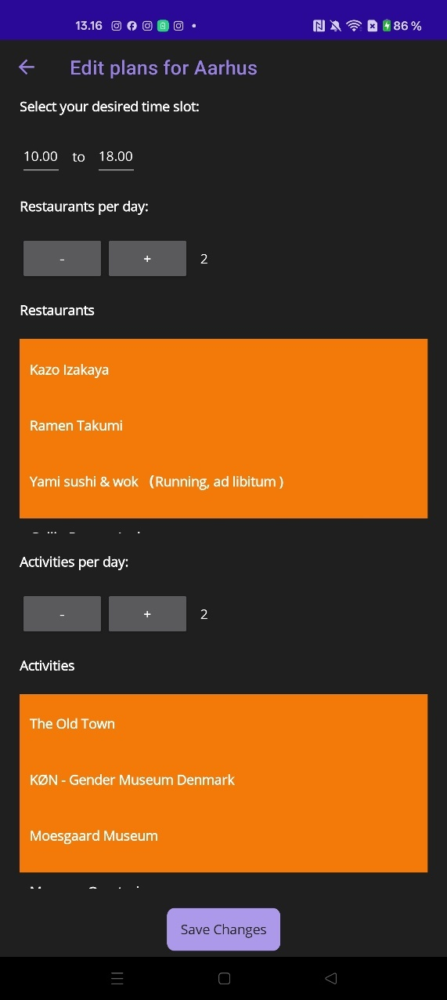 13.16
86 %
Edit plans for Aarhus
Select your desired time slot:
10.00 to 18.00
Restaurants per day:
- + 2
Restaurants
Kazo Izakaya
Ramen Takumi
Yami sushi & wok （Running, ad libitum )
Activities per day:
- + 2
Activities
The Old Town
KØN - Gender Museum Denmark
Moesgaard Museum
Save Changes